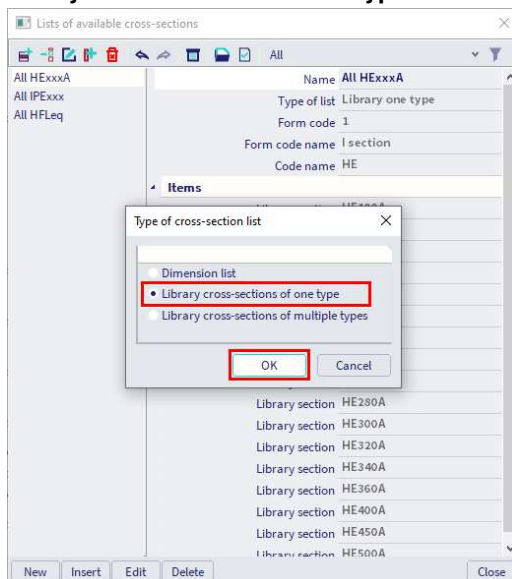 Lists of available cross-sections
All
All HExxxA
All IPExxx
All HFLeq
Name All HExxxA
Type of list Library one type
Form code 1
Form code name I section
Code name HE
Items
Type of cross-section list
Dimension list
Library cross-sections of one type
Library cross-sections of multiple types
OK Cancel
Library section HE280A
Library section HE300A
Library section HE320A
Library section HE340A
Library section HE360A
Library section HE400A
Library section HE450A
Library section HE500A
New Insert Edit Delete Close